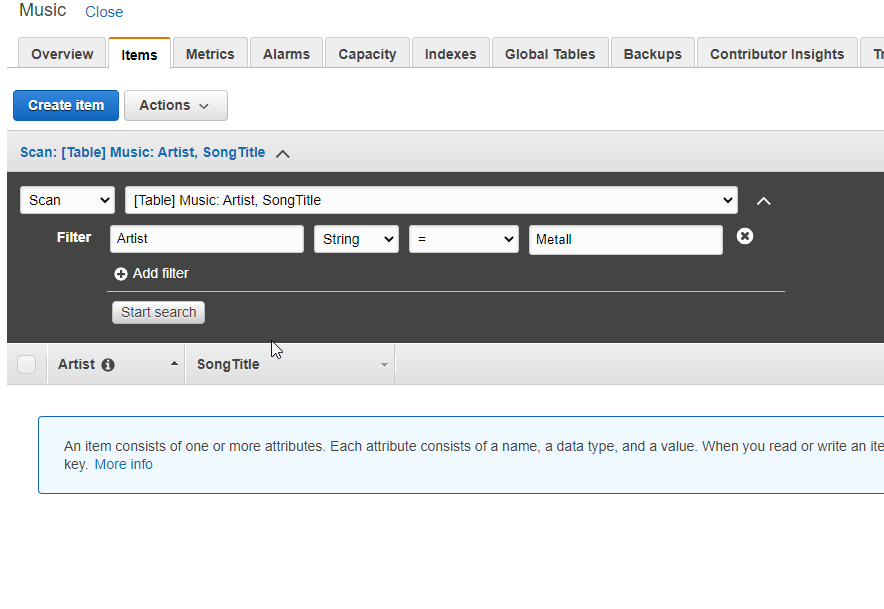 Music Close
Overview Items Metrics Alarms Capacity Indexes Global Tables Backups Contributor Insights
Create item Actions
Scan: [Table] Music: Artist, SongTitle
Scan [Table] Music: Artist, SongTitle
Filter Artist String = Metall
Add filter
Start search
Artist SongTitle
An item consists of one or more attributes. Each attribute consists of a name, a data type, and a value. When you read or write an ite
key. More info